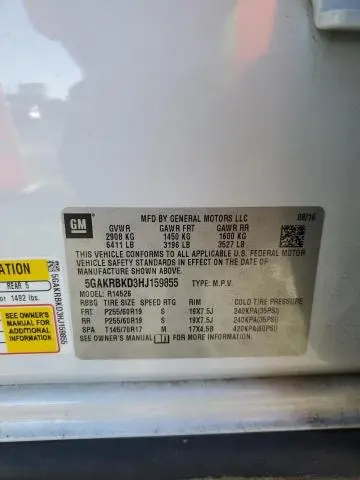 MFD BY GENERAL MOTORS LLC 08/16
GM
GVWR GAWR FRT GAWR RR
2908 KG 1450 KG 1600 KG
6411 LB 3196 LB 3527 LB
THIS VEHICLE CONFORMS TO ALL APPLICABLE U.S. FEDERAL MOTOR
VEHICLE SAFETY STANDARDS IN EFFECT ON THE DATE OF
MANUFACTURE SHOWN ABOVE.
5GAKRBKD3HJ159855 TYPE: M.P.V.
MODEL: R14526
RBBG TIRE SIZE SPEED RTG RIM COLD TIRE PRESSURE
FRT P255/60R19 S 19X7.5J 240KPA(35PSI)
RR P255/60R19 S 19X7.5J 240KPA(35PSI)
SPA T145/70R17 M 17X4.5B 420KPA(60PSI)
SEE OWNER'S MANUAL FOR MORE INFORMATION.
ATION
REAR 5
or 1482 lbs.
SEE OWNER'S
MANUAL FOR
ADDITIONAL
INFORMATION
5GAKRBKD3HJ159855